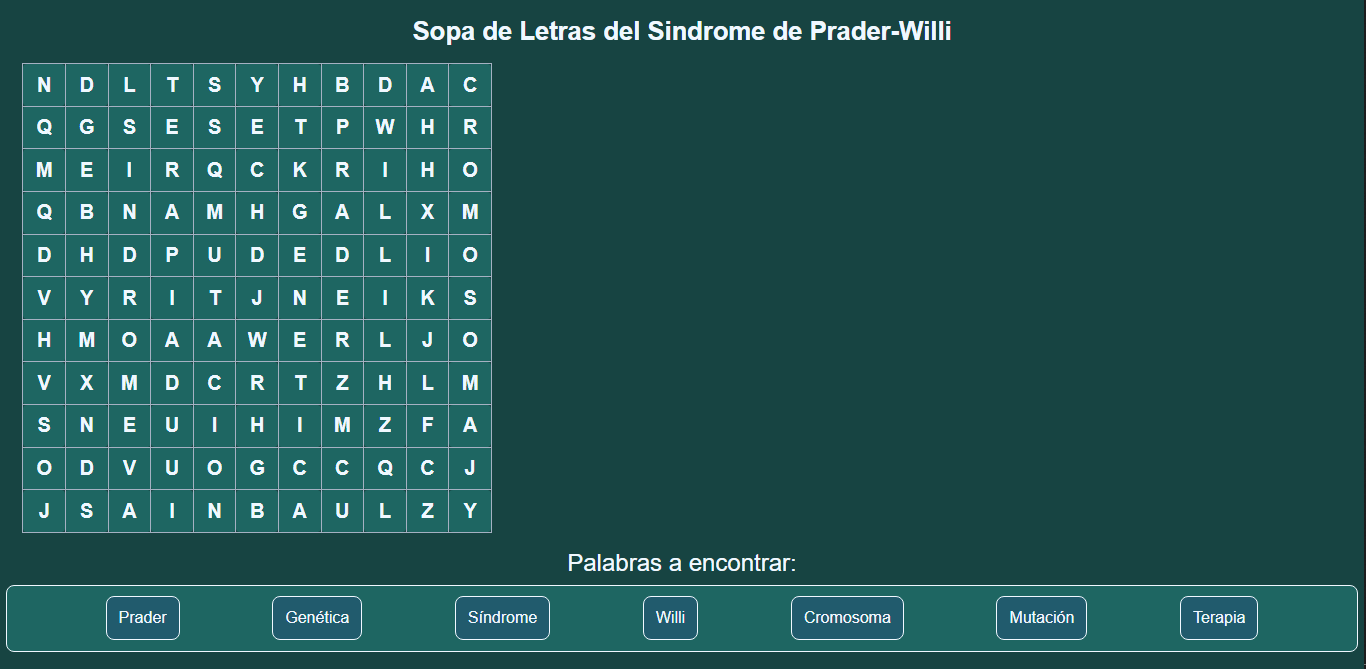 Sopa de Letras del Sindrome de Prader-Willi
N D L T S Y H B D A C
Q G S E S E T P W H R
M E I R Q C K R I H O
Q B N A M H G A L X M
D H D P U D E D L I O
V Y R I T J N E I K S
H M O A A W E R L J O
V X M D C R T Z H L M
S N E U I H I M Z F A
O D V U O G C C Q C J
J S A I N B A U L Z Y
Palabras a encontrar:
Prader Genética Síndrome Willi Cromosoma Mutación Terapia